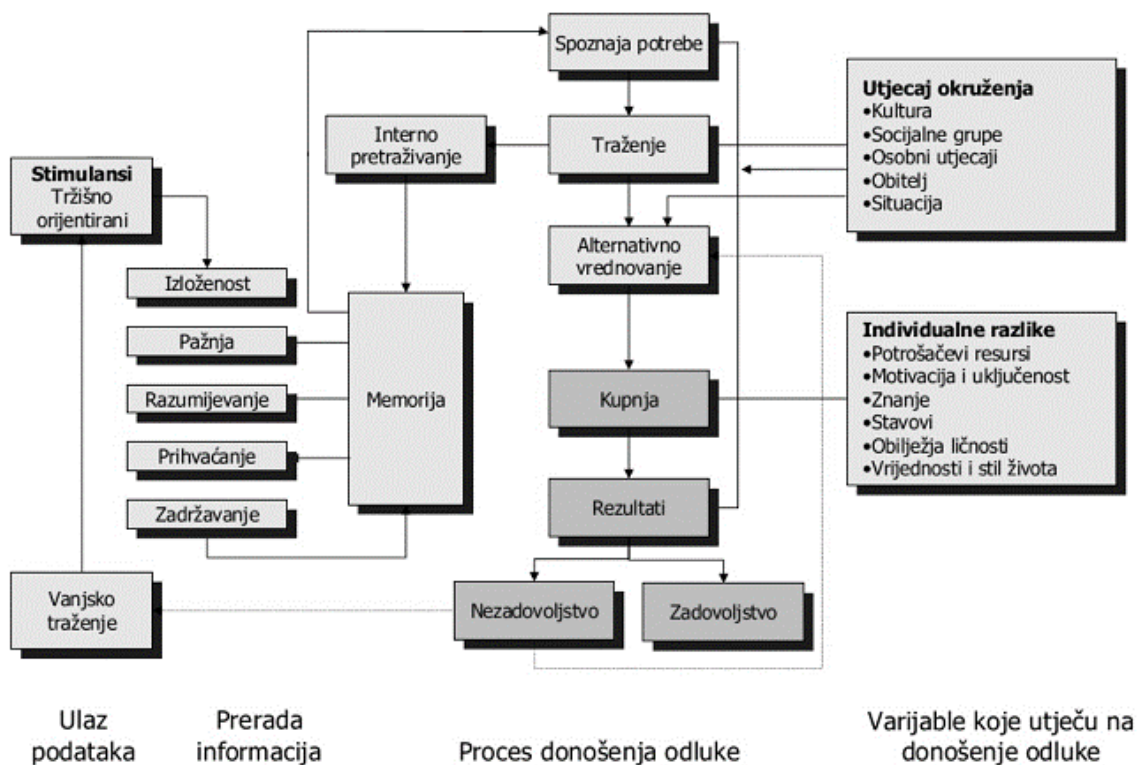 Spoznaja potrebe
Interno
pretraživanje
Traženje
Utjecaj okruženja
•Kultura
•Socijalne grupe
•Osobni utjecaji
•Obitelj
•Situacija
Stimulansi
Tržišno
orijentirani
Alternativno
vrednovanje
Izloženost
Pažnja
Razumijevanje
Prihvaćanje
Zadržavanje
Memorija
Kupnja
Individualne razlike
•Potrošačevi resursi
•Motivacija i uključenost
•Znanje
•Stavovi
•Obilježja ličnosti
•Vrijednosti i stil života
Rezultati
Vanjsko
traženje
Nezadovoljstvo
Zadovoljstvo
Ulaz
podataka
Prerada
informacija
Proces donošenja odluke
Varijable koje utječu na
donošenje odluke